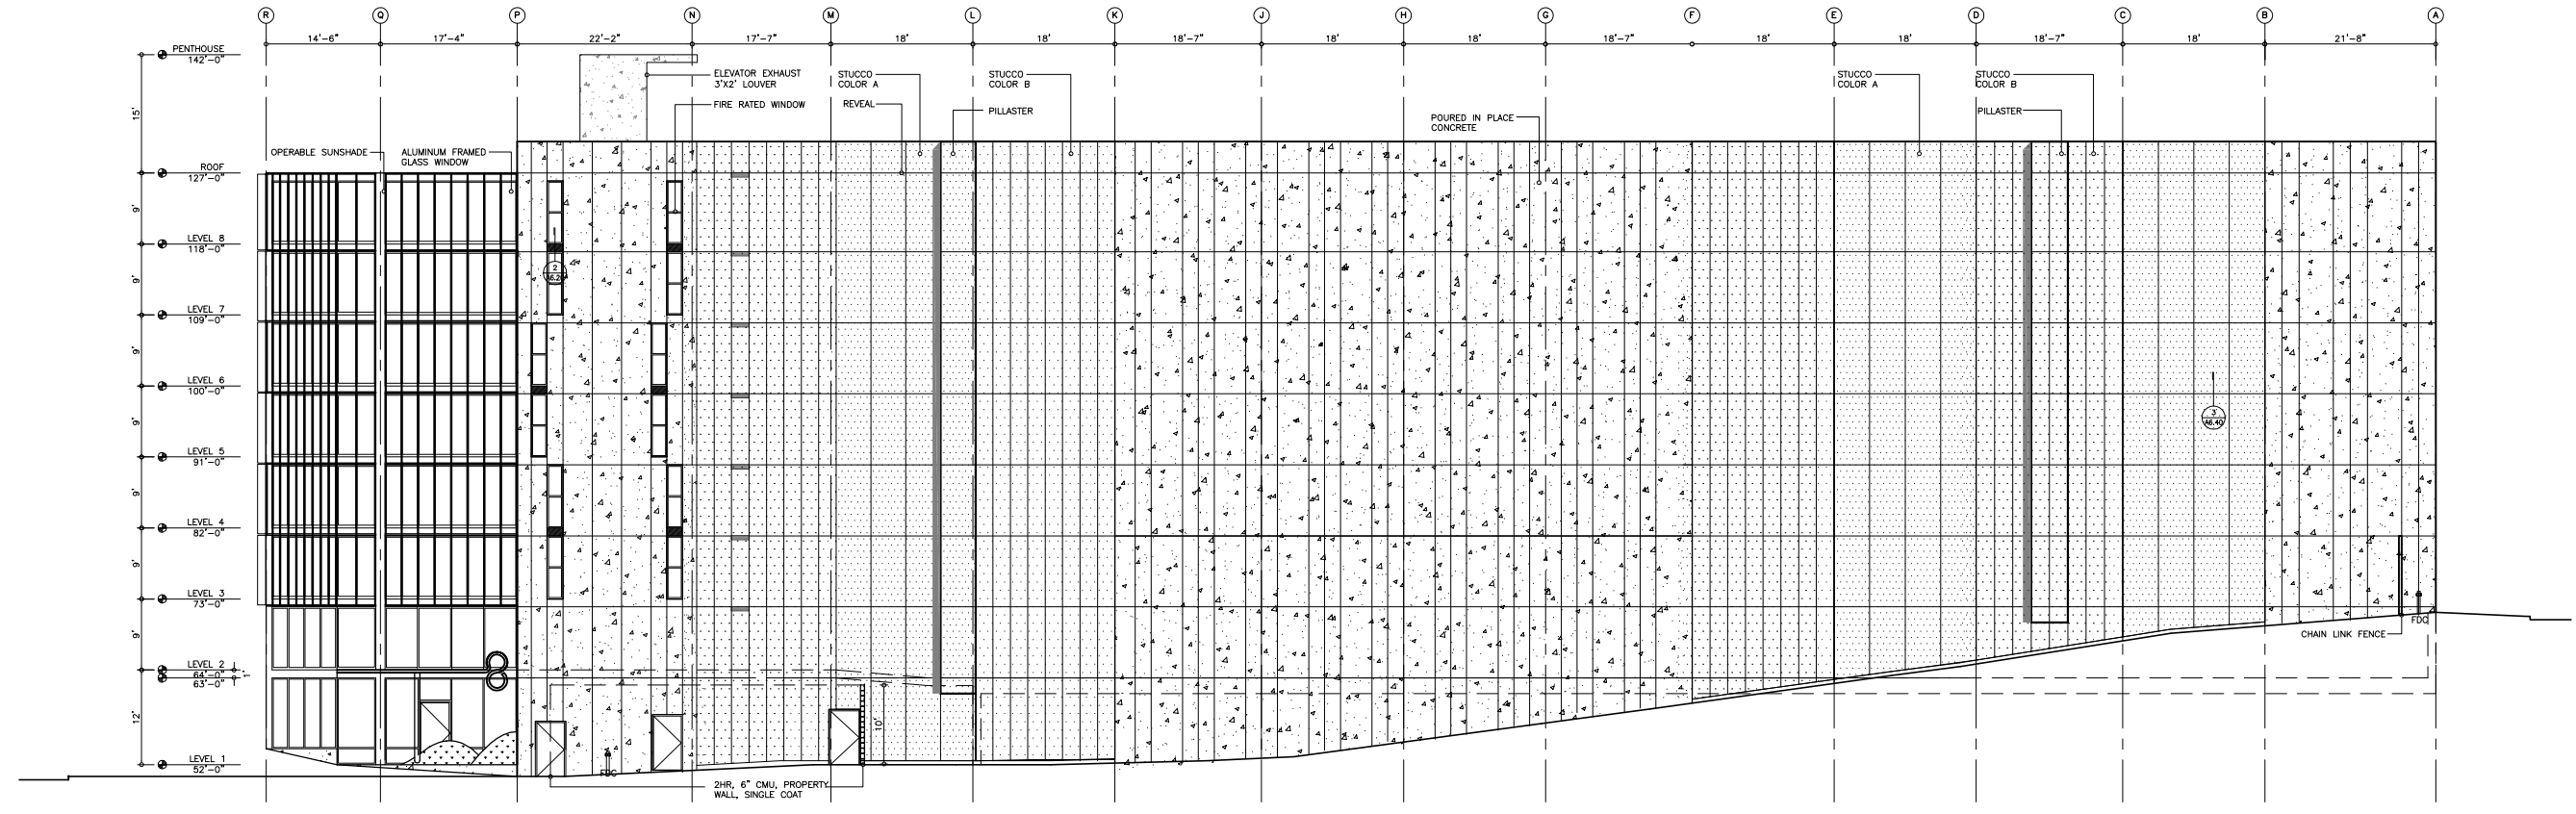 R Q P N M L K J H G F E D C B A
14'-6" 17'-4" 22'-2" 17'-7" 18' 18' 18'-7" 18' 18' 18'-7" 18' 18' 18'-7" 18' 21'-8"
PENTHOUSE
142'-0"
15'
ROOF
127'-0"
9'
LEVEL 8
118'-0"
9'
LEVEL 7
109'-0"
9'
LEVEL 6
100'-0"
9'
LEVEL 5
91'-0"
9'
LEVEL 4
82'-0"
9'
LEVEL 3
73'-0"
9'
LEVEL 2
64'-0"
63'-0"
1'
12'
LEVEL 1
52'-0"
OPERABLE SUNSHADE
ALUMINUM FRAMED
GLASS WINDOW
ELEVATOR EXHAUST
3'X2' LOUVER
FIRE RATED WINDOW
STUCCO
COLOR A
REVEAL
STUCCO
COLOR B
PILLASTER
POURED IN PLACE
CONCRETE
STUCCO
COLOR A
STUCCO
COLOR B
PILLASTER
2
3
A6.40
10'
FDC
2HR, 6" CMU, PROPERTY
WALL, SINGLE COAT
FDC
CHAIN LINK FENCE